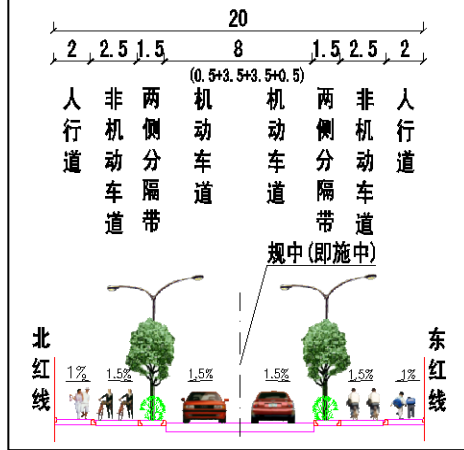 20
2 2.5 1.5 8 1.5 2.5 2
(0.5+3.5+3.5+0.5)
人行道
非机动车道
两侧分隔带
机动车道
机动车道
两侧分隔带
非机动车道
人行道
规中(即施中)
北红线
东红线
1% 1.5% 1.5% 1.5% 1.5% 1%